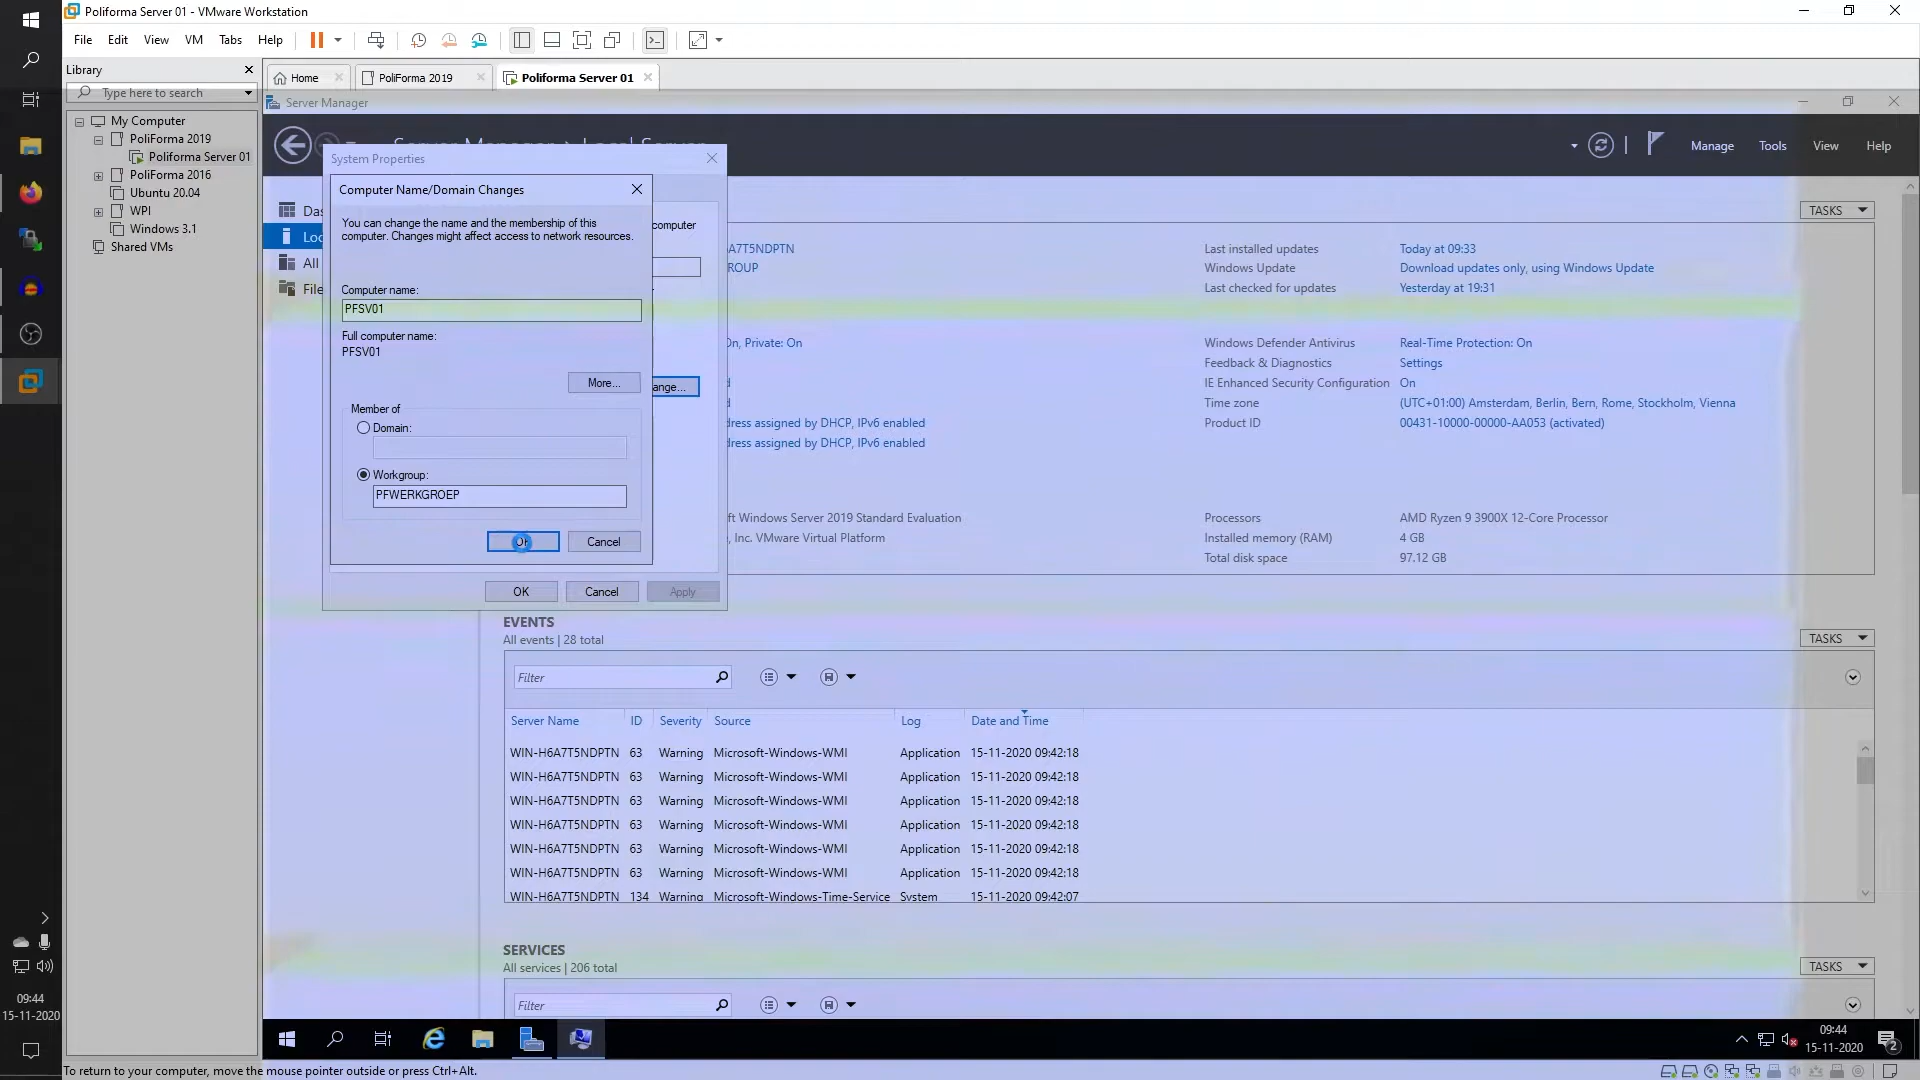 Poliforma Server 01 - VMware Workstation
File Edit View VM Tabs Help
Library
Type here to search
Home
PoliForma 2019
Poliforma Server 01
Server Manager
My Computer
PoliForma 2019
Poliforma Server 01
PoliForma 2016
Ubuntu 20.04
WPI
Windows 3.1
Shared VMs
Manage Tools View Help
System Properties
Computer Name/Domain Changes
You can change the name and the membership of this
computer. Changes might affect access to network resources.
computer
Computer name:
PFSV01
Full computer name:
PFSV01
More...
ange...
Member of
Domain:
Workgroup:
PFWERKGROEP
Cancel
OK Cancel Apply
Das
Loc
All
File
TASKS
A7T5NDPTN
ROUP
On, Private: On
dress assigned by DHCP, IPv6 enabled
dress assigned by DHCP, IPv6 enabled
ft Windows Server 2019 Standard Evaluation
, Inc. VMware Virtual Platform
Last installed updates Today at 09:33
Windows Update Download updates only, using Windows Update
Last checked for updates Yesterday at 19:31
Windows Defender Antivirus Real-Time Protection: On
Feedback & Diagnostics Settings
IE Enhanced Security Configuration On
Time zone (UTC+01:00) Amsterdam, Berlin, Bern, Rome, Stockholm, Vienna
Product ID 00431-10000-00000-AA053 (activated)
Processors AMD Ryzen 9 3900X 12-Core Processor
Installed memory (RAM) 4 GB
Total disk space 97.12 GB
EVENTS
All events | 28 total
TASKS
Filter
Server Name ID Severity Source Log Date and Time
WIN-H6A7T5NDPTN 63 Warning Microsoft-Windows-WMI Application 15-11-2020 09:42:18
WIN-H6A7T5NDPTN 63 Warning Microsoft-Windows-WMI Application 15-11-2020 09:42:18
WIN-H6A7T5NDPTN 63 Warning Microsoft-Windows-WMI Application 15-11-2020 09:42:18
WIN-H6A7T5NDPTN 63 Warning Microsoft-Windows-WMI Application 15-11-2020 09:42:18
WIN-H6A7T5NDPTN 63 Warning Microsoft-Windows-WMI Application 15-11-2020 09:42:18
WIN-H6A7T5NDPTN 63 Warning Microsoft-Windows-WMI Application 15-11-2020 09:42:18
WIN-H6A7T5NDPTN 134 Warning Microsoft-Windows-Time-Service System 15-11-2020 09:42:07
SERVICES
All services | 206 total
TASKS
Filter
09:44
15-11-2020
2
09:44
15-11-2020
To return to your computer, move the mouse pointer outside or press Ctrl+Alt.